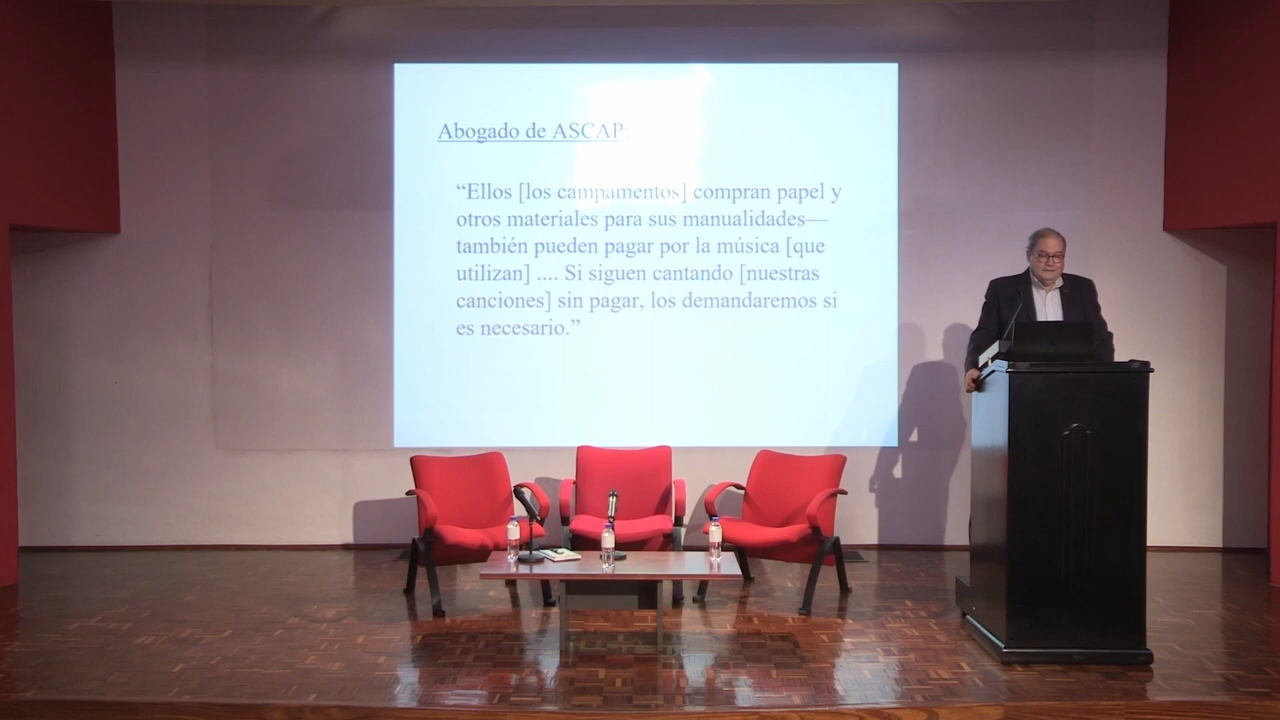 Abogado de ASCAP:
“Ellos [los campamentos] compran papel y
otros materiales para sus manualidades—
también pueden pagar por la música [que
utilizan] .... Si siguen cantando [nuestras
canciones] sin pagar, los demandaremos si
es necesario.”